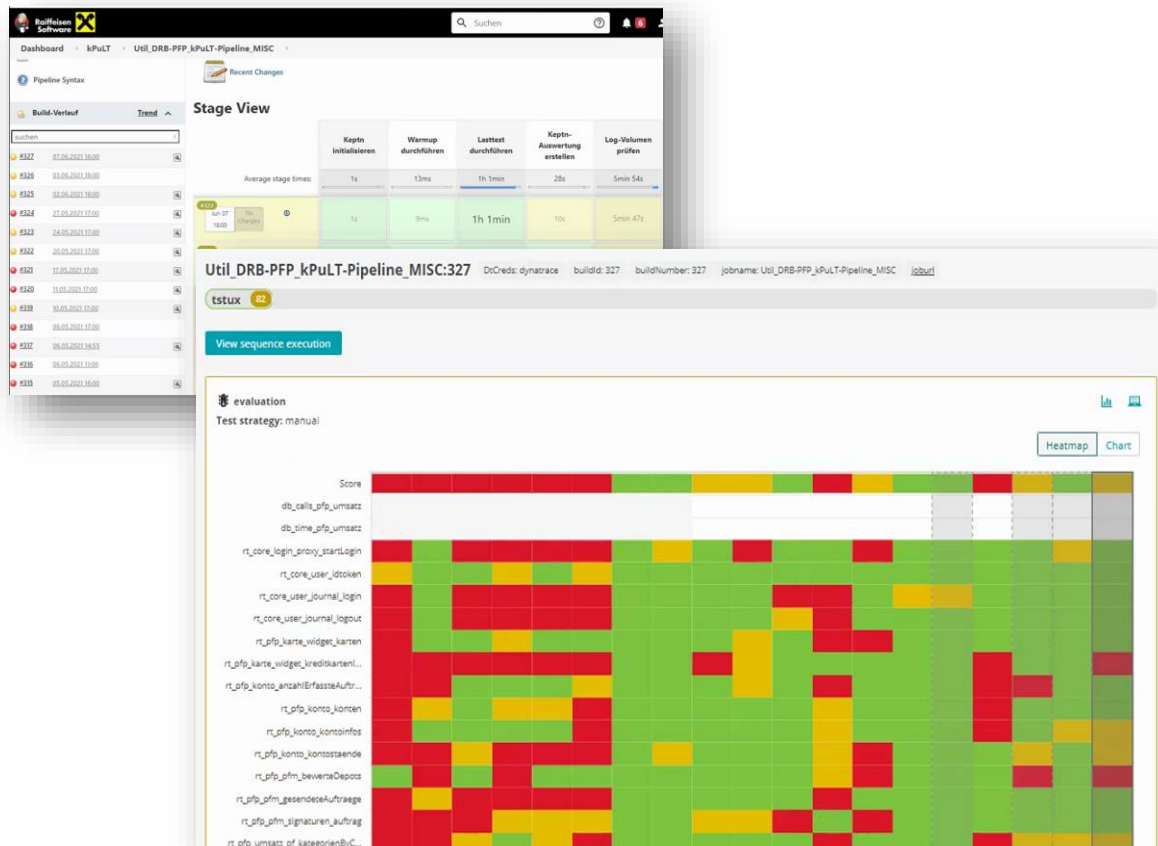 Raiffeisen
Software
Suchen
6
Dashboard kPuLT Util_DRB-PFP_kPuLT-Pipeline_MISC
Pipeline Syntax
Recent Changes
Build-Verlauf Trend
suchen
#327 07.06.2021 18:00
#326 03.06.2021 18:00
#325 02.06.2021 18:00
#324 27.05.2021 17:00
#323 24.05.2021 17:00
#322 20.05.2021 17:00
#321 17.05.2021 17:00
#320 11.05.2021 17:00
#319 10.05.2021 17:00
#318 06.05.2021 17:00
#317 06.05.2021 14:55
#316 06.05.2021 11:06
#315 05.05.2021 16:00
Stage View
Keptn initialisieren
Warmup durchführen
Lasttest durchführen
Keptn-Auswertung erstellen
Log-Volumen prüfen
Average stage times: 1s 13ms 1h 1min 28s 5min 54s
#327
Jun 07
18:00
No Changes
1s 9ms 1h 1min 10s 5min 47s
Util_DRB-PFP_kPuLT-Pipeline_MISC:327 DtCreds: dynatrace buildId: 327 buildNumber: 327 jobname: Util_DRB-PFP_kPuLT-Pipeline_MISC joburl
tstux 82
View sequence execution
evaluation
Test strategy: manual
Heatmap Chart
Score
db_calls_pfp_umsatz
db_time_pfp_umsatz
rt_core_login_proxy_startLogin
rt_core_user_idtoken
rt_core_user_journal_login
rt_core_user_journal_logout
rt_pfp_karte_widget_karten
rt_pfp_karte_widget_kreditkartenl...
rt_pfp_konto_anzahlErfassteAuftr...
rt_pfp_konto_konten
rt_pfp_konto_kontoinfos
rt_pfp_konto_kontostaende
rt_pfp_pfm_bewerteDepots
rt_pfp_pfm_gesendeteAuftraege
rt_pfp_pfm_signaturen_auftrag
rt_pfp_umsatz_pf_kategorienByC...